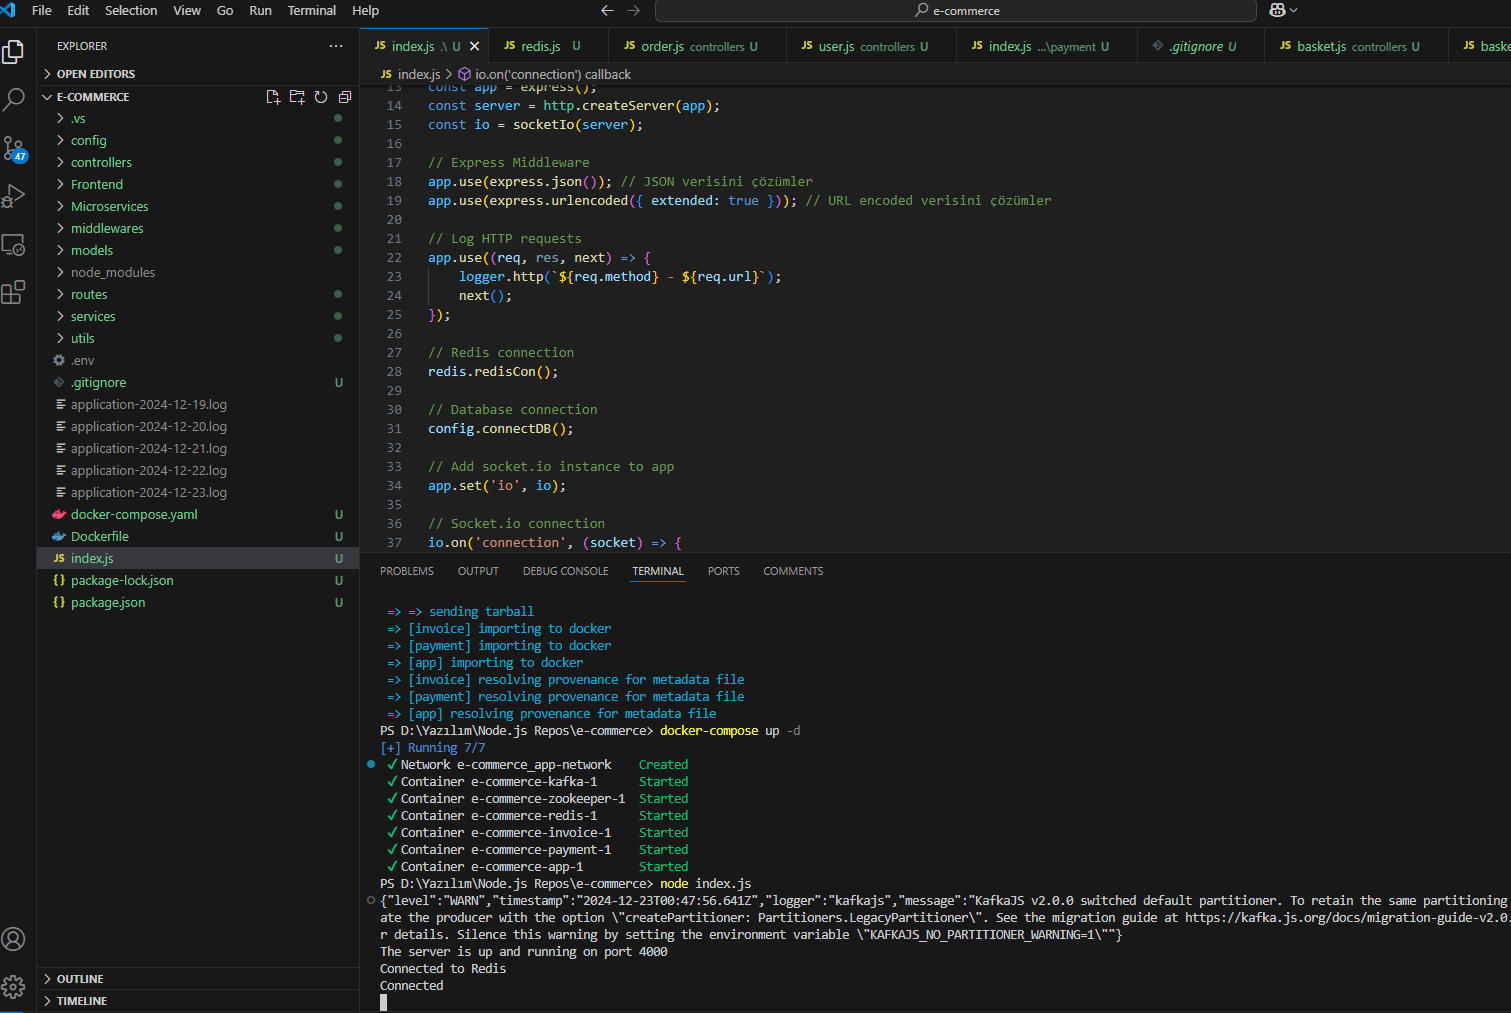 File Edit Selection View Go Run Terminal Help
e-commerce
EXPLORER
OPEN EDITORS
E-COMMERCE
.vs
config
controllers
Frontend
Microservices
middlewares
models
node_modules
routes
services
utils
.env
.gitignore U
application-2024-12-19.log
application-2024-12-20.log
application-2024-12-21.log
application-2024-12-22.log
application-2024-12-23.log
docker-compose.yaml U
Dockerfile U
JS index.js U
{} package-lock.json U
{} package.json U
OUTLINE
TIMELINE
47
JS index.js .\ U
JS redis.js U
JS order.js controllers U
JS user.js controllers U
JS index.js ...\payment U
.gitignore U
JS basket.js controllers U
JS baske
JS index.js > io.on('connection') callback
13 const app = express();
14 const server = http.createServer(app);
15 const io = socketIo(server);
16
17 // Express Middleware
18 app.use(express.json()); // JSON verisini çözümler
19 app.use(express.urlencoded({ extended: true })); // URL encoded verisini çözümler
20
21 // Log HTTP requests
22 app.use((req, res, next) => {
23 logger.http(`${req.method} - ${req.url}`);
24 next();
25 });
26
27 // Redis connection
28 redis.redisCon();
29
30 // Database connection
31 config.connectDB();
32
33 // Add socket.io instance to app
34 app.set('io', io);
35
36 // Socket.io connection
37 io.on('connection', (socket) => {
PROBLEMS OUTPUT DEBUG CONSOLE TERMINAL PORTS COMMENTS
=> => sending tarball
=> [invoice] importing to docker
=> [payment] importing to docker
=> [app] importing to docker
=> [invoice] resolving provenance for metadata file
=> [payment] resolving provenance for metadata file
=> [app] resolving provenance for metadata file
PS D:\Yazılım\Node.js Repos\e-commerce> docker-compose up -d
[+] Running 7/7
✓ Network e-commerce_app-network Created
✓ Container e-commerce-kafka-1 Started
✓ Container e-commerce-zookeeper-1 Started
✓ Container e-commerce-redis-1 Started
✓ Container e-commerce-invoice-1 Started
✓ Container e-commerce-payment-1 Started
✓ Container e-commerce-app-1 Started
PS D:\Yazılım\Node.js Repos\e-commerce> node index.js
{"level":"WARN","timestamp":"2024-12-23T00:47:56.641Z","logger":"kafkajs","message":"KafkaJS v2.0.0 switched default partitioner. To retain the same partitioning
ate the producer with the option \"createPartitioner: Partitioners.LegacyPartitioner\". See the migration guide at https://kafka.js.org/docs/migration-guide-v2.0.
r details. Silence this warning by setting the environment variable \"KAFKAJS_NO_PARTITIONER_WARNING=1\""}
The server is up and running on port 4000
Connected to Redis
Connected